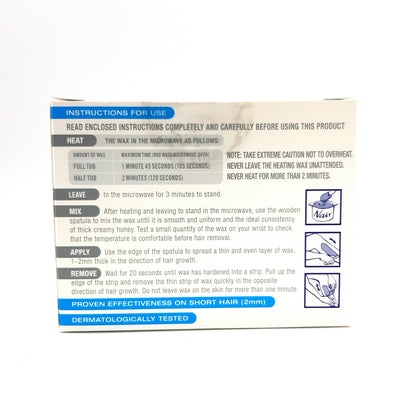 INSTRUCTIONS FOR USE
READ ENCLOSED INSTRUCTIONS COMPLETELY AND CAREFULLY BEFORE USING THIS PRODUCT
HEAT THE WAX IN THE MICROWAVE AS FOLLOWS:
AMOUNT OF WAX MAXIMUM TIME (800 WATT MICROWAVE OVEN)
FULL TUB 1 MINUTE 45 SECONDS (105 SECONDS)
HALF TUB 2 MINUTES (120 SECONDS)
NOTE: TAKE EXTREME CAUTION NOT TO OVERHEAT.
NEVER LEAVE THE HEATING WAX UNATTENDED.
NEVER HEAT FOR MORE THAN 2 MINUTES.
LEAVE In the microwave for 3 minutes to stand.
MIX After heating and leaving to stand in the microwave, use the wooden
spatula to mix the wax until it is smooth and uniform and the ideal consistency
of thick creamy honey. Test a small quantity of the wax on your wrist to check
that the temperature is comfortable before hair removal.
APPLY Use the edge of the spatula to spread a thin and even layer of wax,
1-2mm thick in the direction of hair growth.
REMOVE Wait for 20 seconds until wax has hardened into a strip. Pull up the
edge of the strip and remove the thin strip of wax quickly in the opposite
direction of hair growth. Do not leave wax on the skin for more than one minute.
Nair
PROVEN EFFECTIVENESS ON SHORT HAIR (2mm)
DERMATOLOGICALLY TESTED